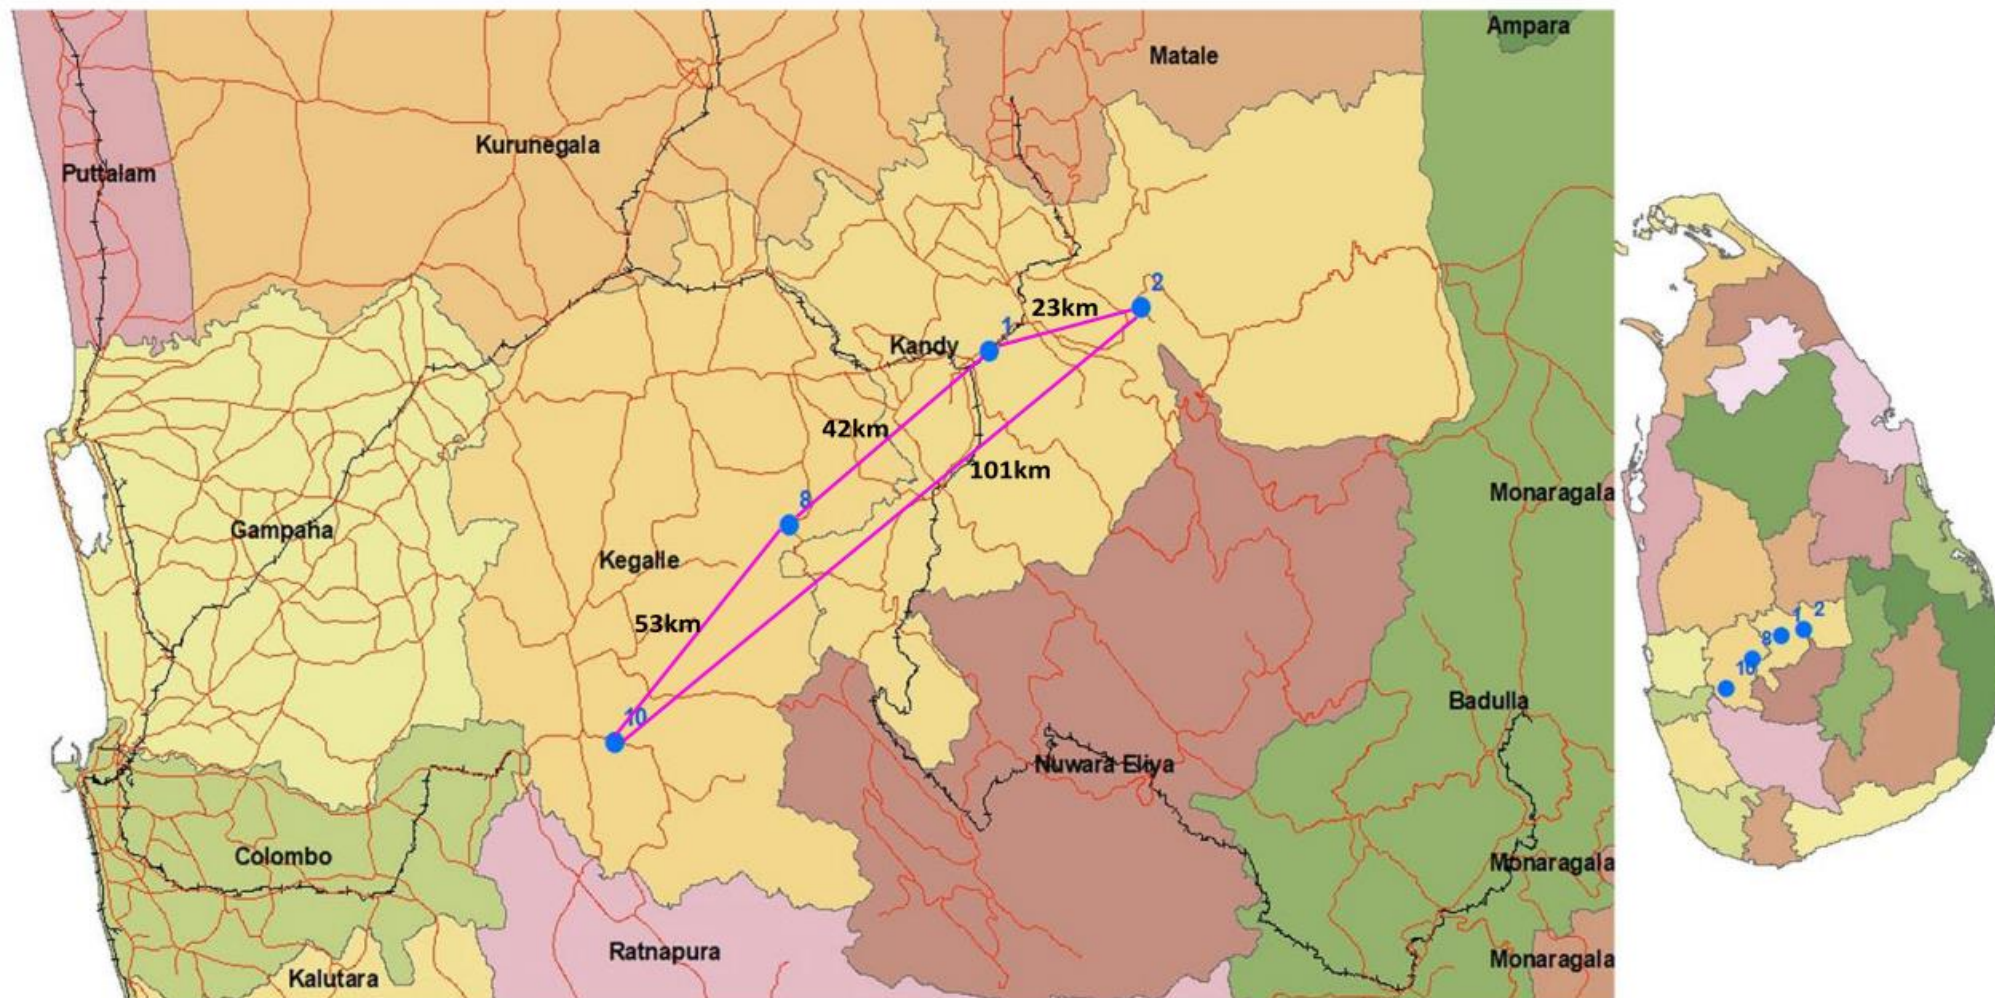 Ampara
Matale
Kurunegala
Puttalam
2
23km
1
Kandy
42km
101km
8
Monaragala
Gampaha
Kegalle
53km
10
Badulla
Nuwara Eliya
Colombo
Monaragala
Ratnapura
Monaragala
Kalutara
1
2
8
10